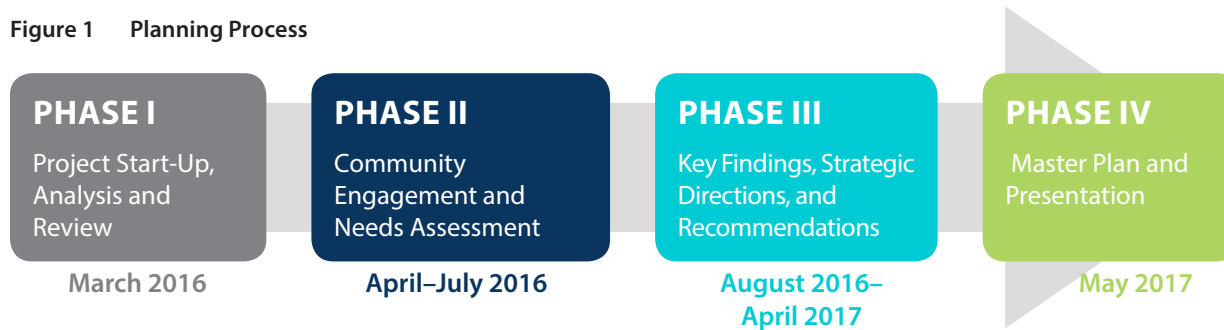 Figure 1 Planning Process
PHASE I
Project Start-Up,
Analysis and
Review
March 2016
PHASE II
Community
Engagement and
Needs Assessment
April–July 2016
PHASE III
Key Findings, Strategic
Directions, and
Recommendations
August 2016–
April 2017
PHASE IV
Master Plan and
Presentation
May 2017